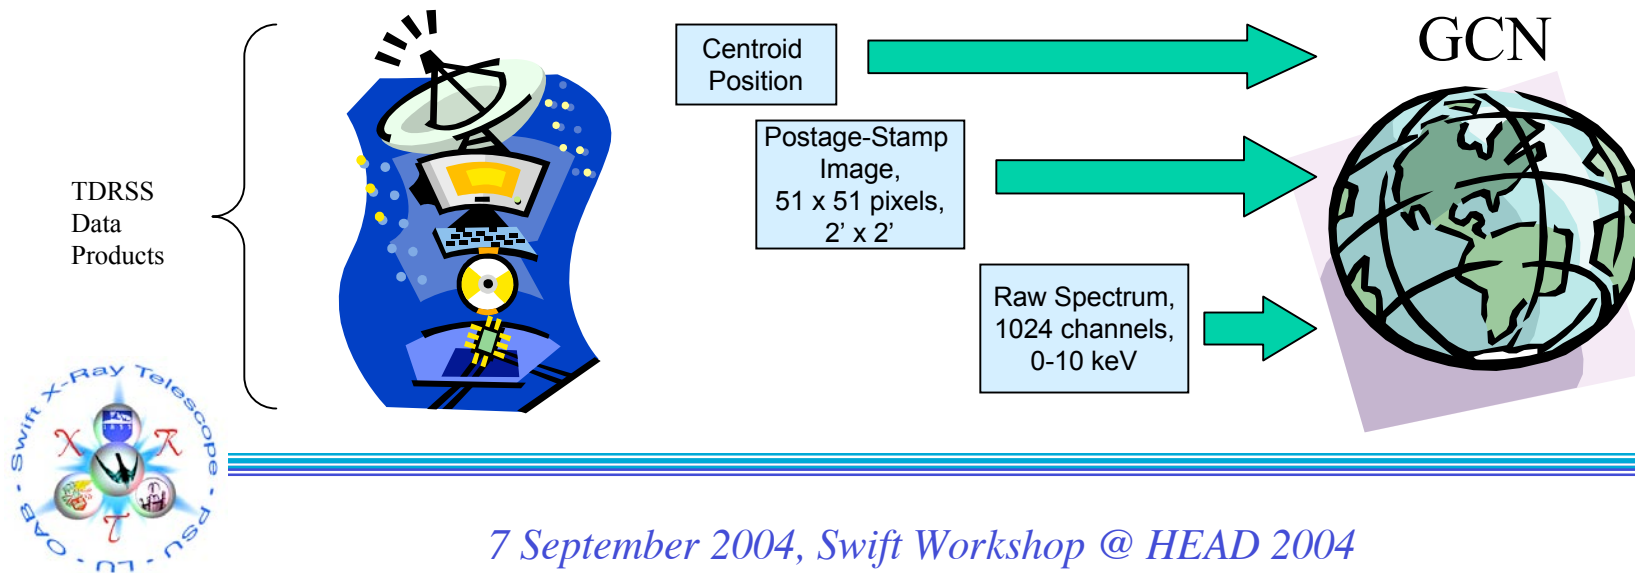 TDRSS
Data
Products
Centroid
Position
Postage-Stamp
Image,
51 x 51 pixels,
2’ x 2’
Raw Spectrum,
1024 channels,
0-10 keV
GCN
Swift X-Ray Telescope - PSU - LU - OAB -
X R T
7 September 2004, Swift Workshop @ HEAD 2004